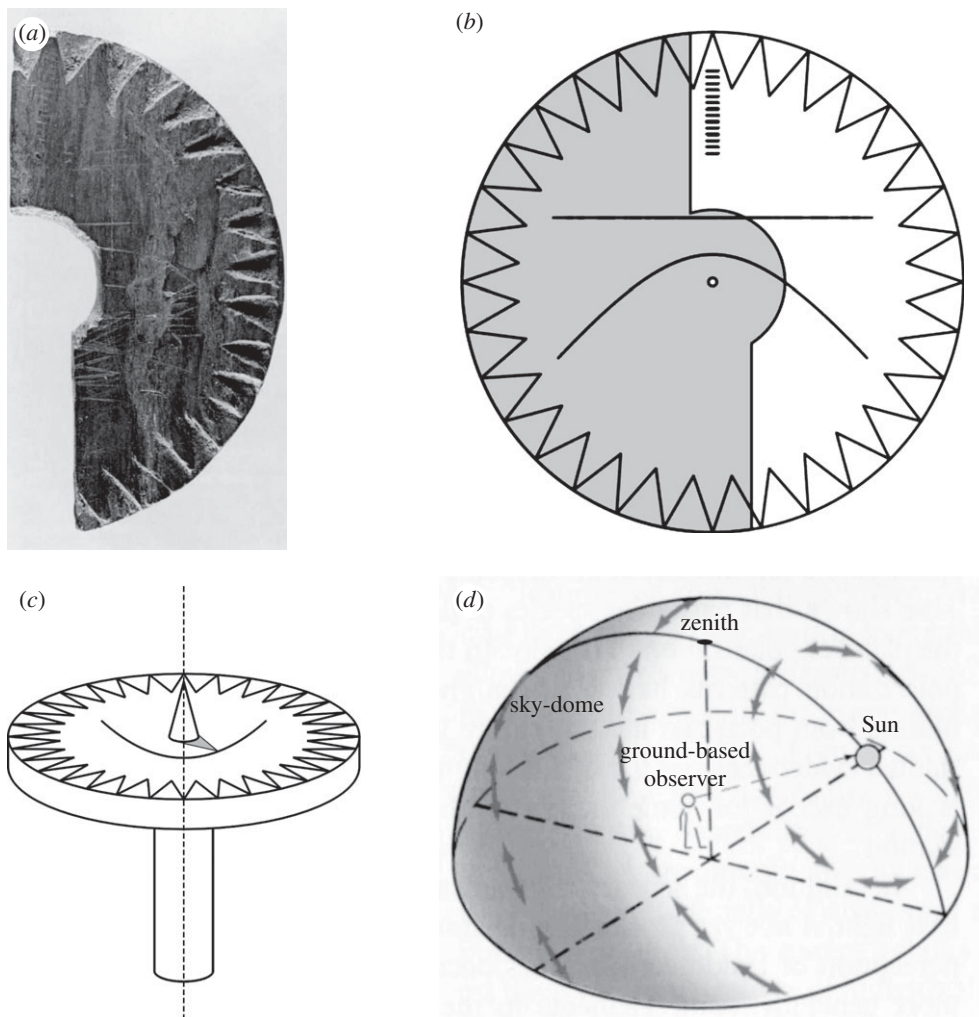 (a)
(b)
(c)
(d)
zenith
sky-dome
Sun
ground-based
observer